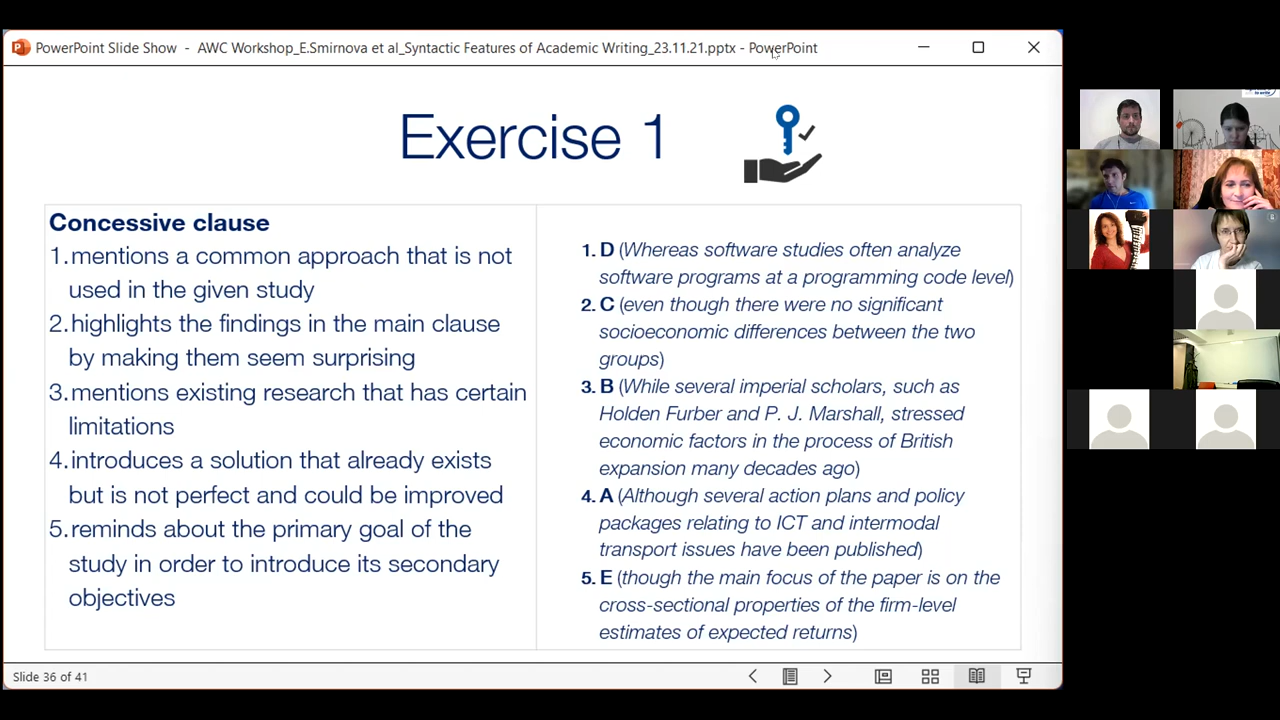 PowerPoint Slide Show - AWC Workshop_E.Smirnova et al_Syntactic Features of Academic Writing_23.11.21.pptx - PowerPoint
Exercise 1
Concessive clause
1.mentions a common approach that is not
used in the given study
2.highlights the findings in the main clause
by making them seem surprising
3.mentions existing research that has certain
limitations
4.introduces a solution that already exists
but is not perfect and could be improved
5.reminds about the primary goal of the
study in order to introduce its secondary
objectives
1. D (Whereas software studies often analyze
software programs at a programming code level)
2. C (even though there were no significant
socioeconomic differences between the two
groups)
3. B (While several imperial scholars, such as
Holden Furber and P. J. Marshall, stressed
economic factors in the process of British
expansion many decades ago)
4. A (Although several action plans and policy
packages relating to ICT and intermodal
transport issues have been published)
5. E (though the main focus of the paper is on the
cross-sectional properties of the firm-level
estimates of expected returns)
Slide 36 of 41